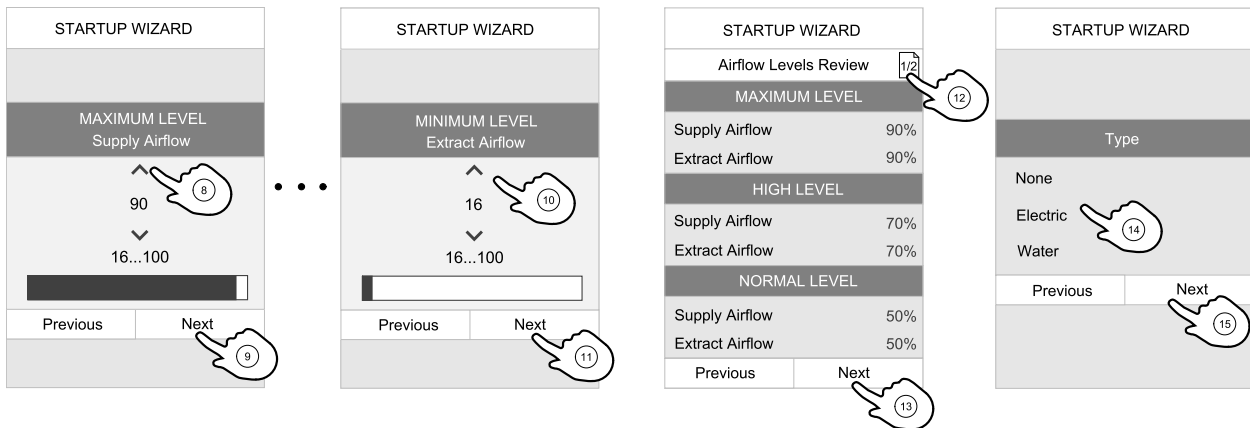 STARTUP WIZARD
MAXIMUM LEVEL
Supply Airflow
8
90
16...100
Previous Next
9
STARTUP WIZARD
MINIMUM LEVEL
Extract Airflow
10
16
16...100
Previous Next
11
STARTUP WIZARD
Airflow Levels Review 1/2
12
MAXIMUM LEVEL
Supply Airflow 90%
Extract Airflow 90%
HIGH LEVEL
Supply Airflow 70%
Extract Airflow 70%
NORMAL LEVEL
Supply Airflow 50%
Extract Airflow 50%
Previous Next
13
STARTUP WIZARD
Type
None
Electric
14
Water
Previous Next
15